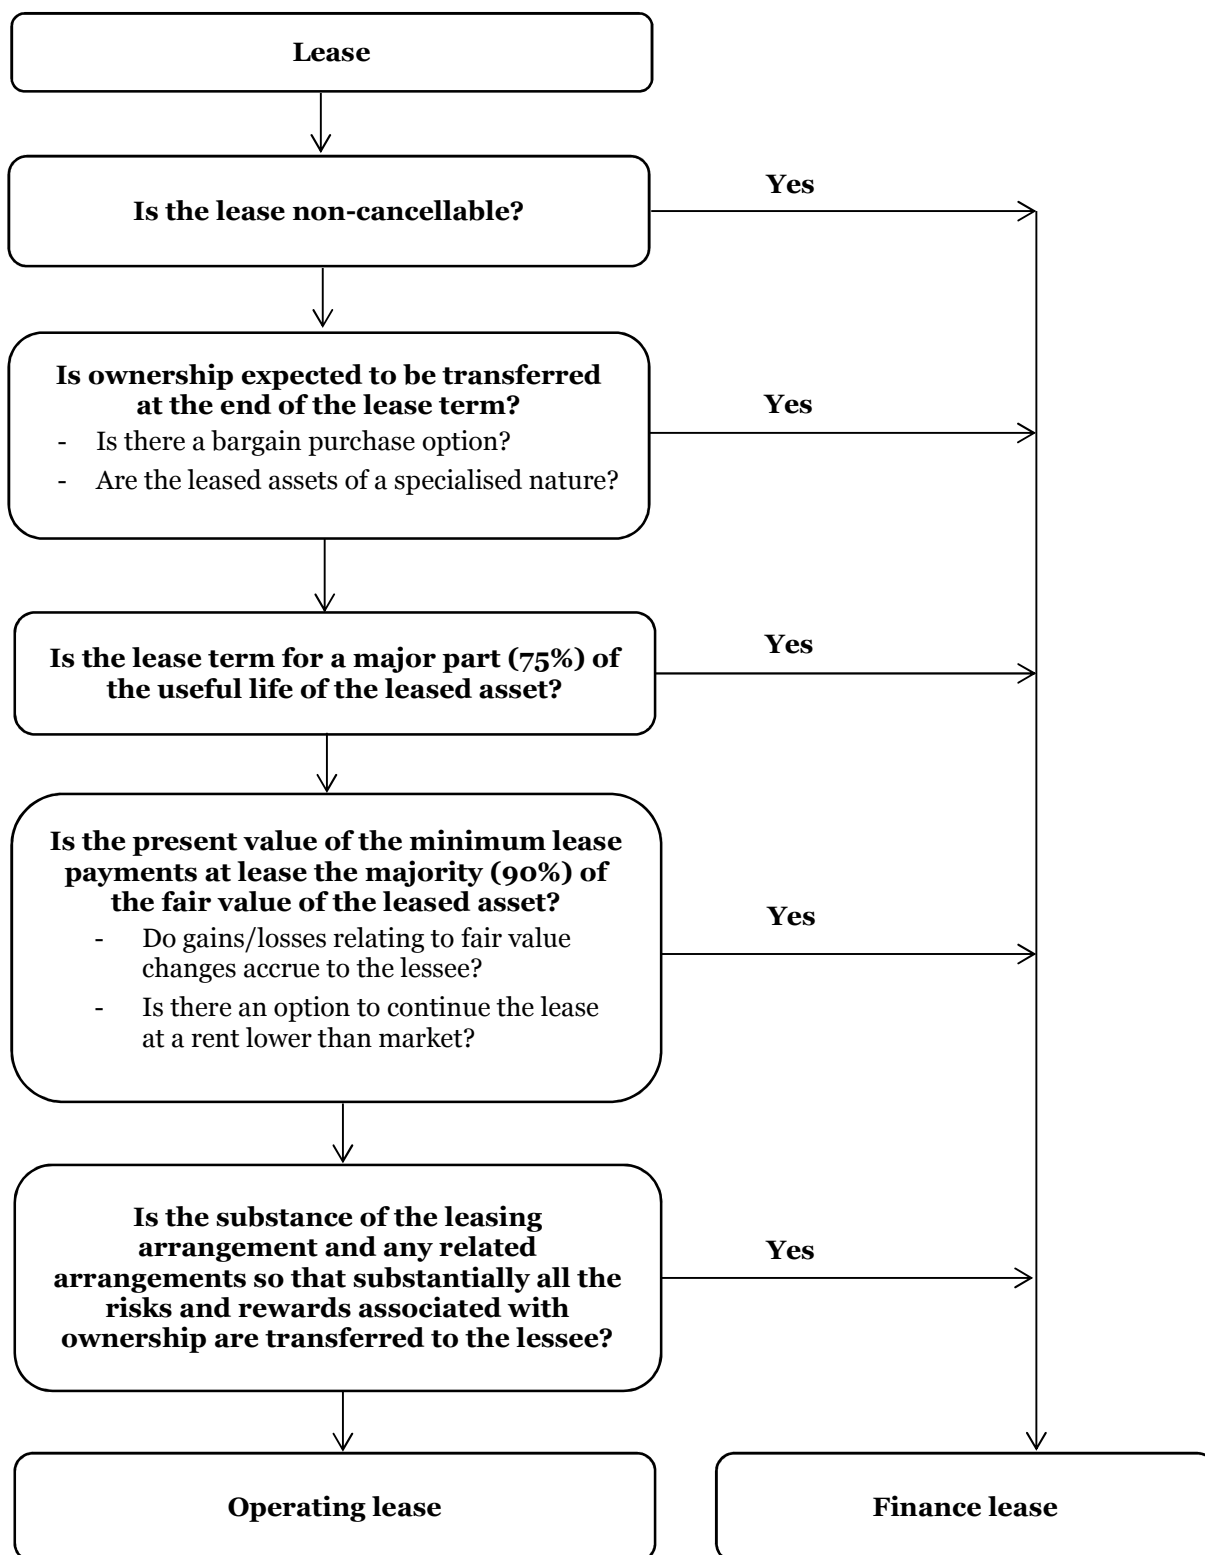 Lease
Is the lease non-cancellable?
Yes
Is ownership expected to be transferred
at the end of the lease term?
- Is there a bargain purchase option?
- Are the leased assets of a specialised nature?
Yes
Is the lease term for a major part (75%) of
the useful life of the leased asset?
Yes
Is the present value of the minimum lease
payments at lease the majority (90%) of
the fair value of the leased asset?
- Do gains/losses relating to fair value
changes accrue to the lessee?
- Is there an option to continue the lease
at a rent lower than market?
Yes
Is the substance of the leasing
arrangement and any related
arrangements so that substantially all the
risks and rewards associated with
ownership are transferred to the lessee?
Yes
Operating lease
Finance lease